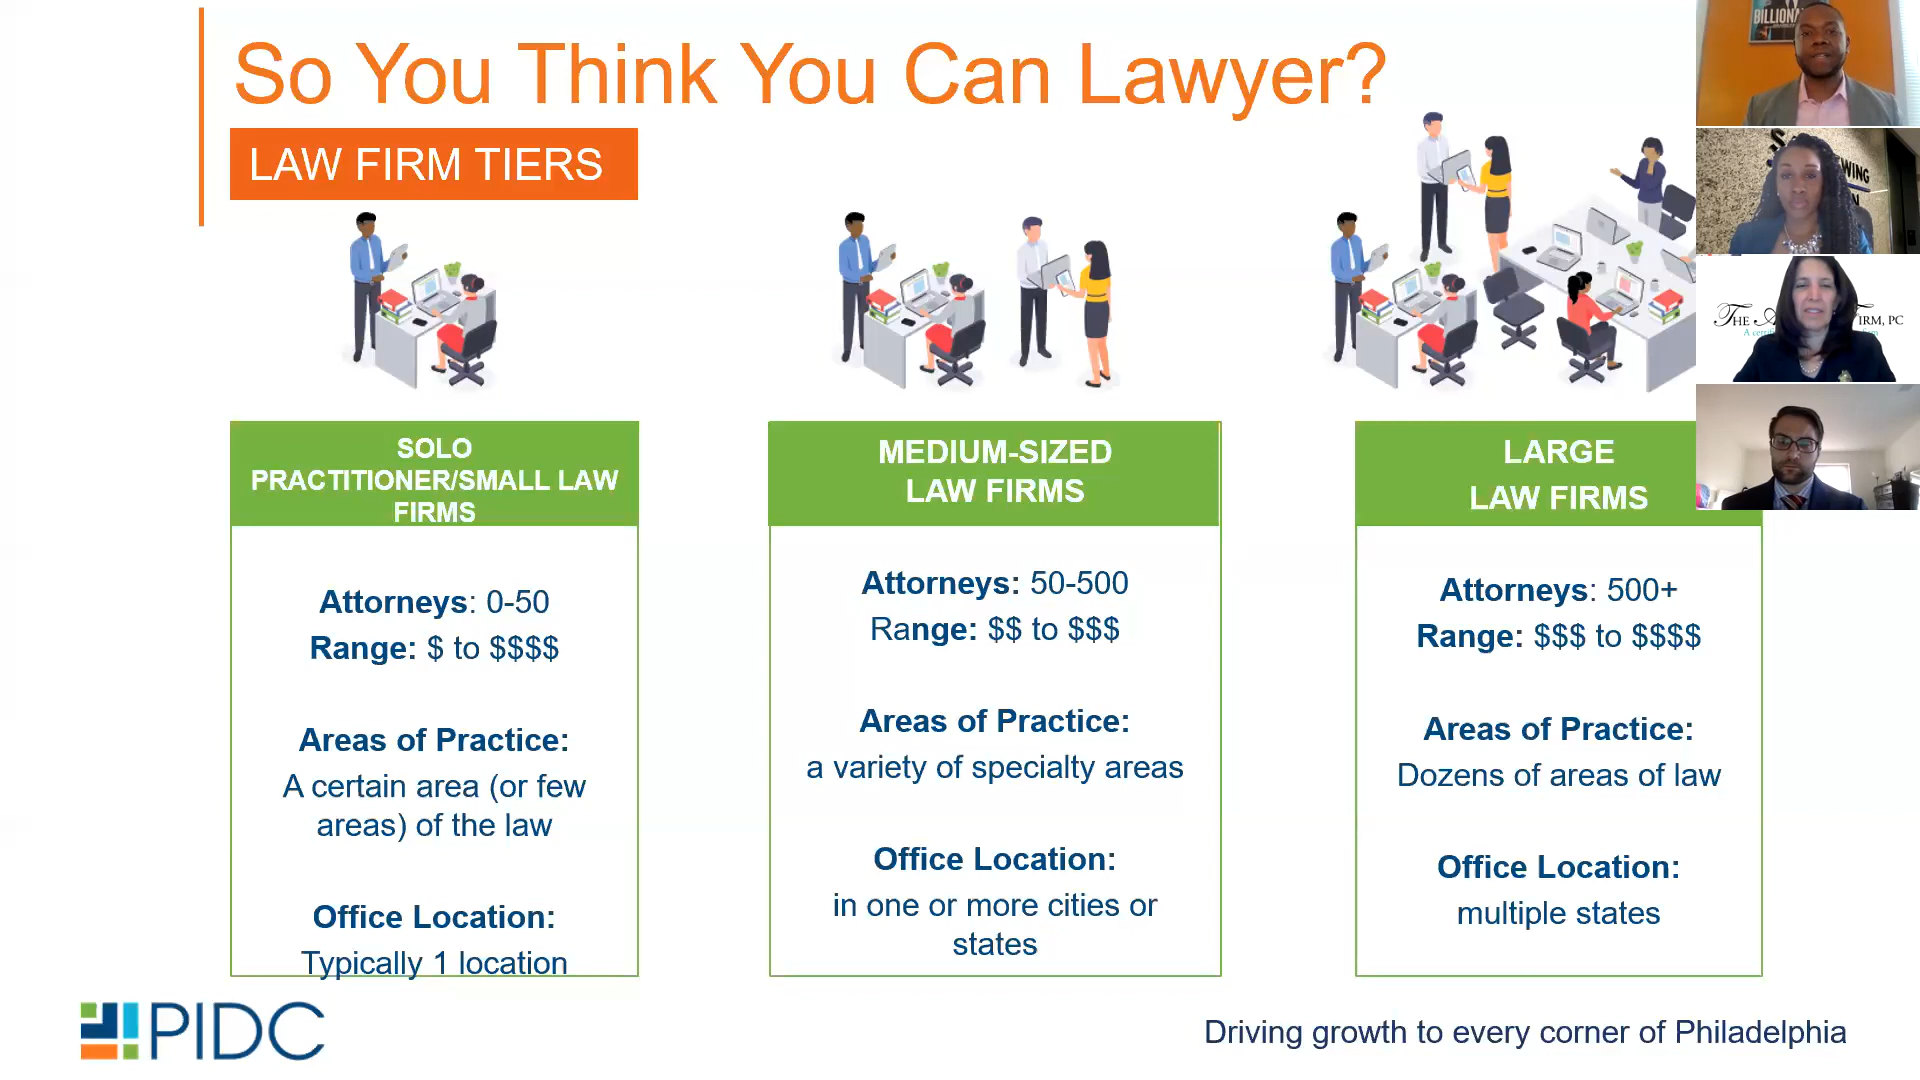 So You Think You Can Lawyer?
LAW FIRM TIERS
SOLO
PRACTITIONER/SMALL LAW
FIRMS
Attorneys: 0-50
Range: $ to $$$$
Areas of Practice:
A certain area (or few
areas) of the law
Office Location:
Typically 1 location
MEDIUM-SIZED
LAW FIRMS
Attorneys: 50-500
Range: $$ to $$$
Areas of Practice:
a variety of specialty areas
Office Location:
in one or more cities or
states
LARGE
LAW FIRMS
Attorneys: 500+
Range: $$$ to $$$$
Areas of Practice:
Dozens of areas of law
Office Location:
multiple states
PIDC
Driving growth to every corner of Philadelphia
THE
FIRM, PC